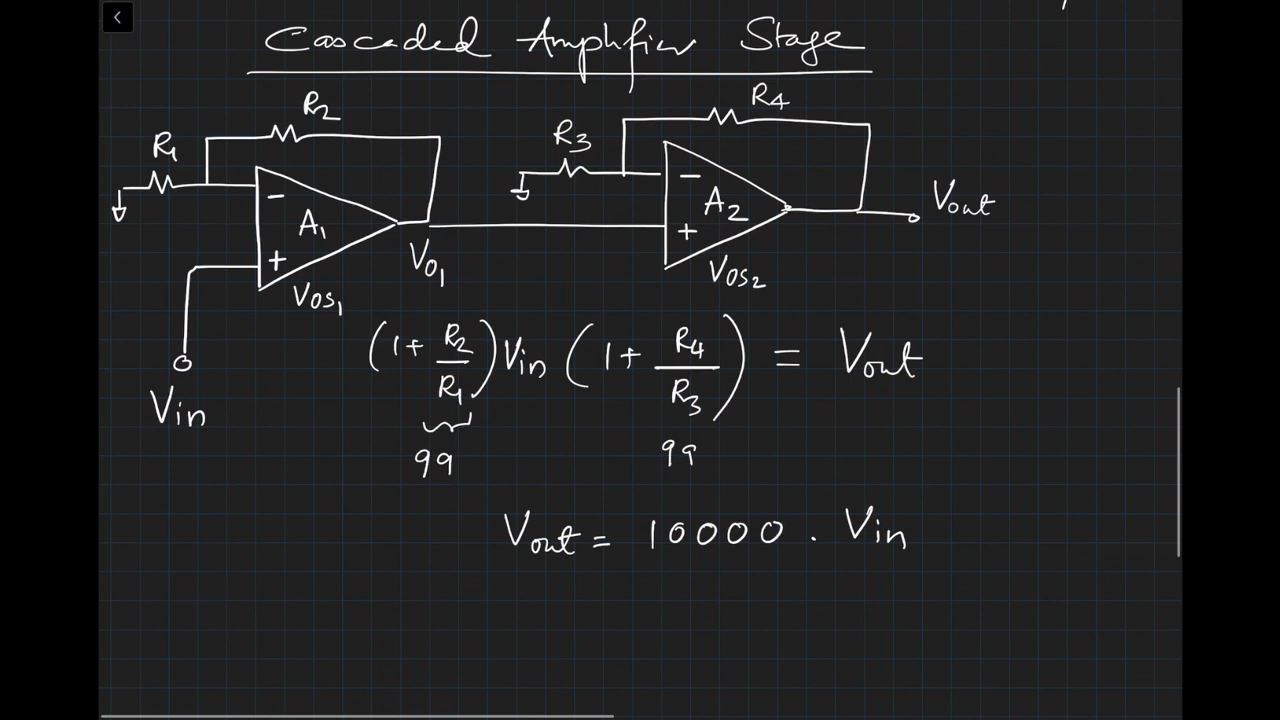 Cascaded Amplifier Stage
R2
R4
R1
R3
-
A1
+
VOS1
VO1
-
A2
+
VOS2
Vout
Vin
(1 + R2/R1) Vin (1 + R4/R3) = Vout
99
99
Vout = 10000 . Vin